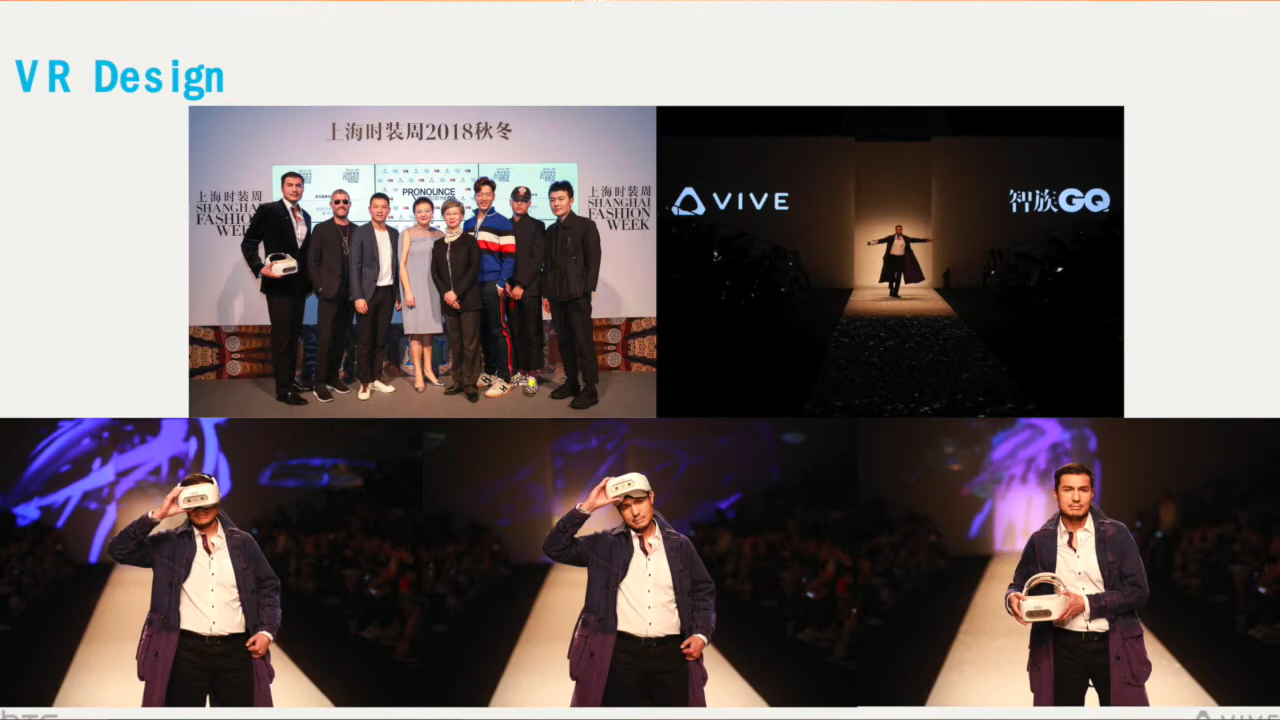 VR Design
上海时装周2018秋冬
上海时装周
SHANGHAI
FASHION
WEEK
PRONOUNCE
上海时装周
SHANGHAI
FASHION
WEEK
VIVE
智族GQ